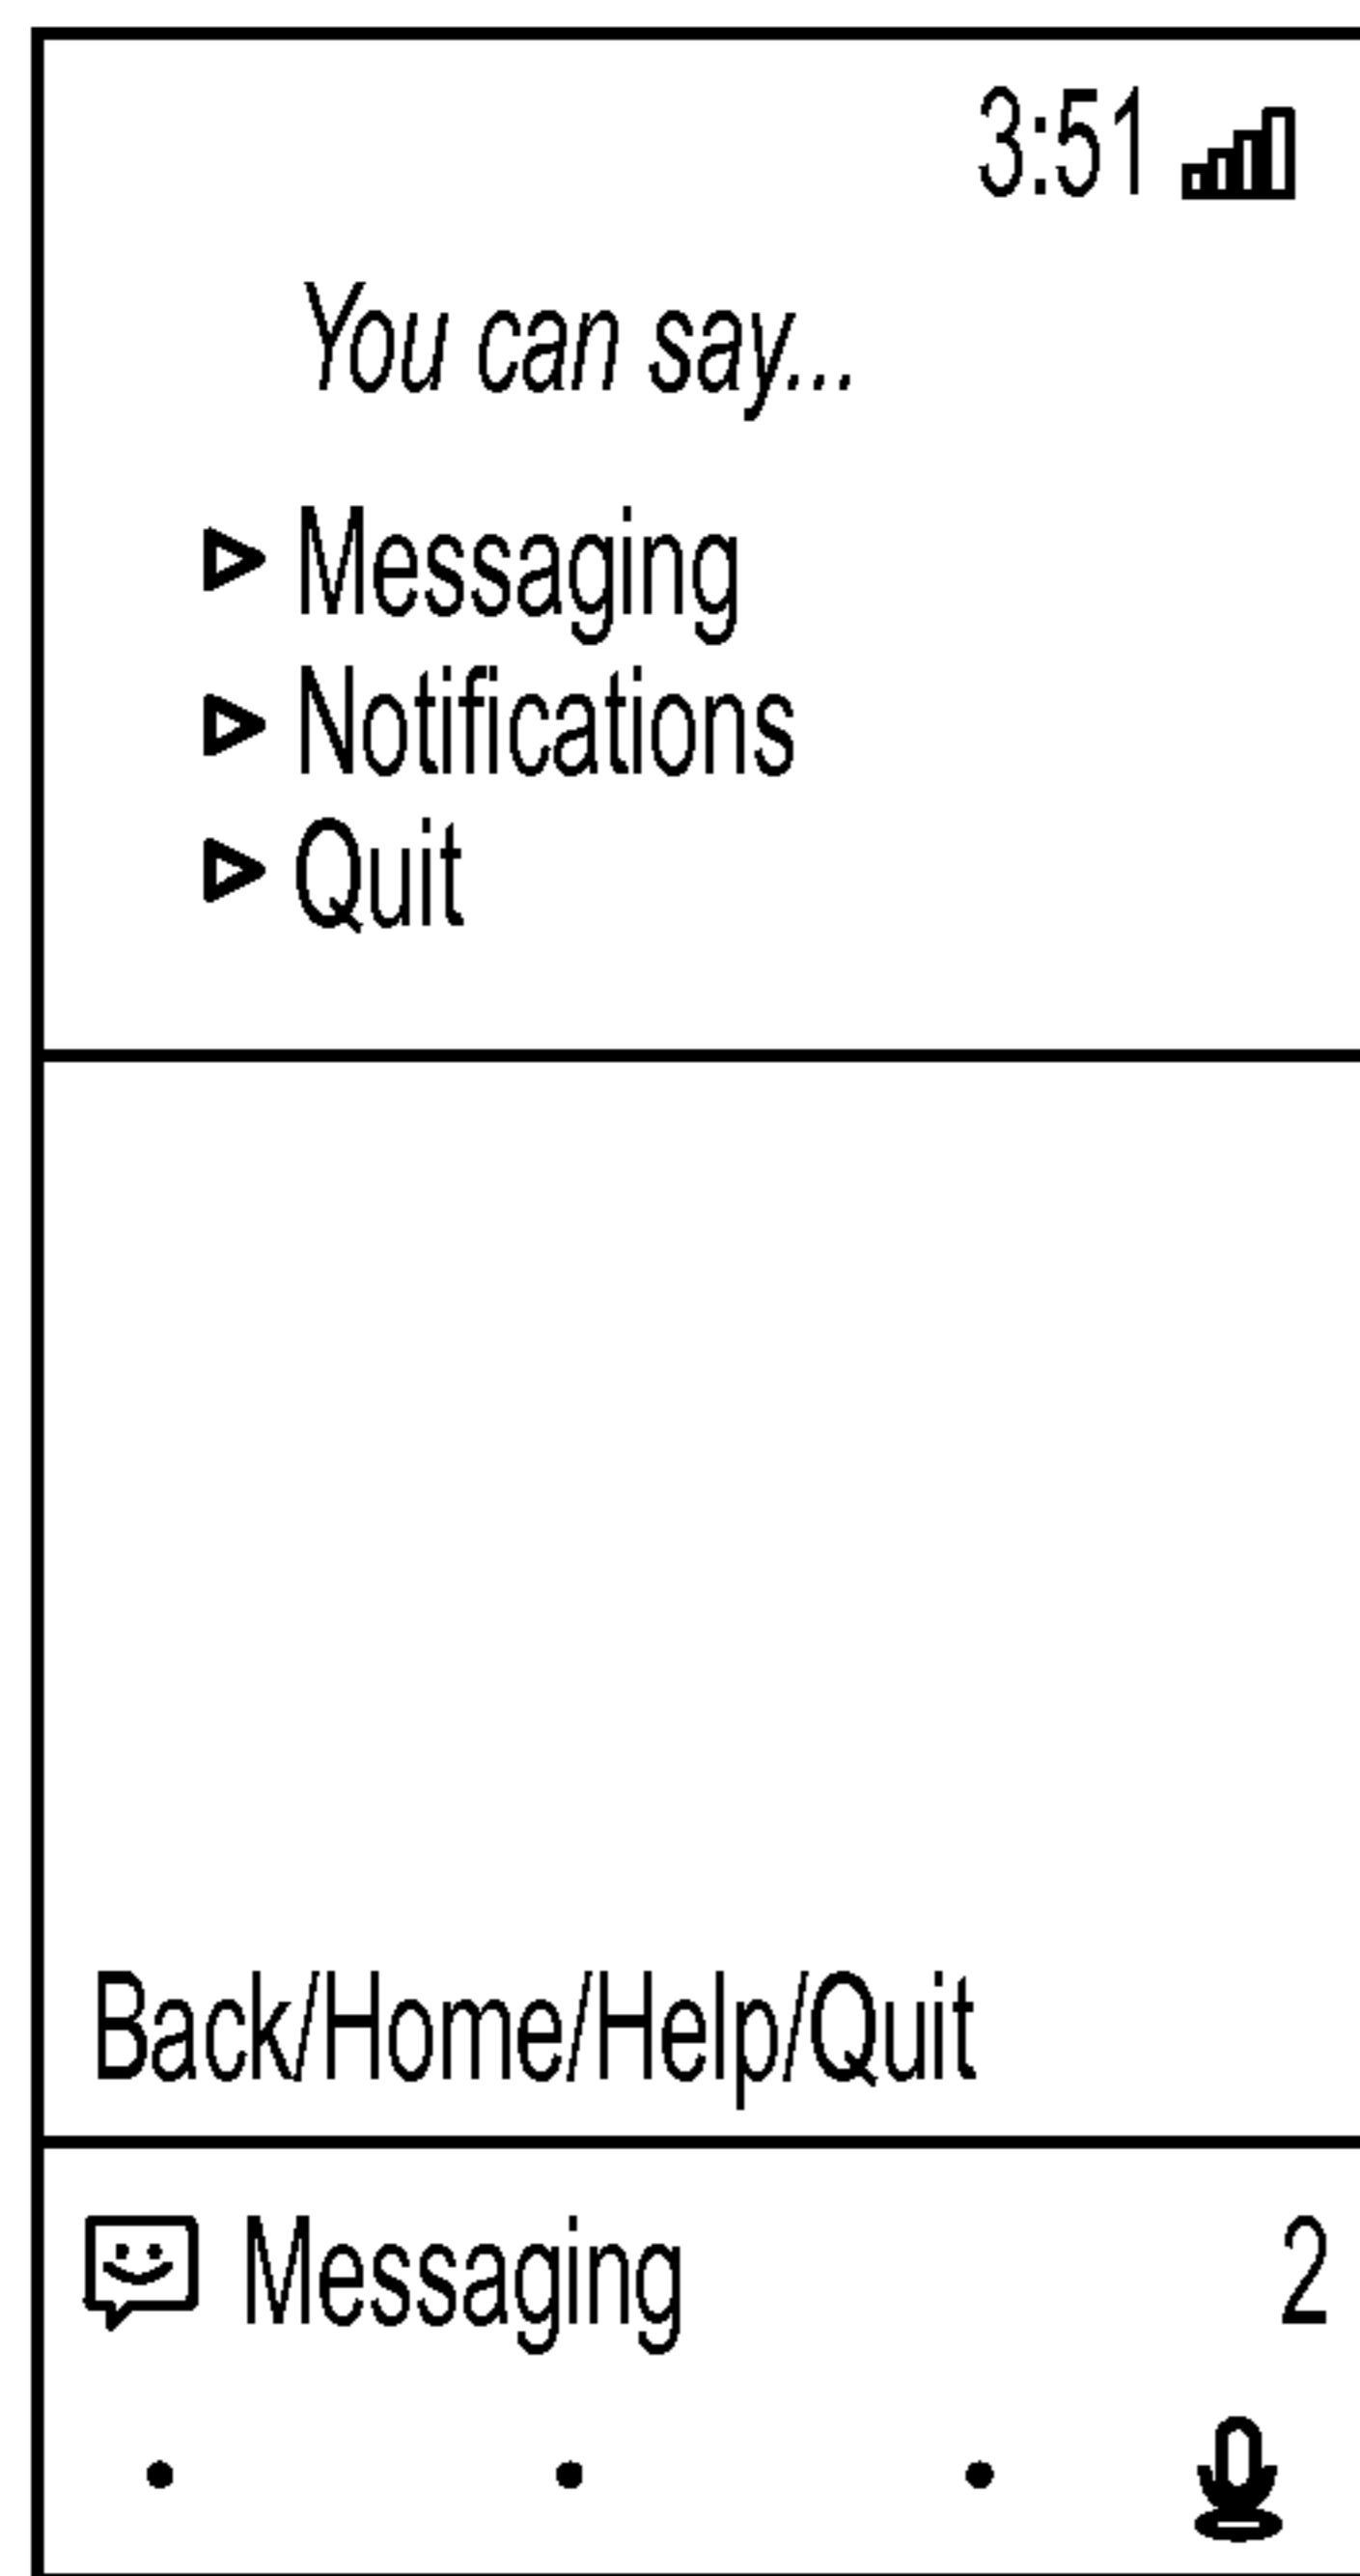 3:51
You can say...
Messaging
Notifications
Quit
Back/Home/Help/Quit
Messaging 2